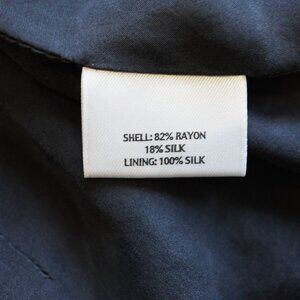 SHELL: 82% RAYON
18% SILK
LINING: 100% SILK